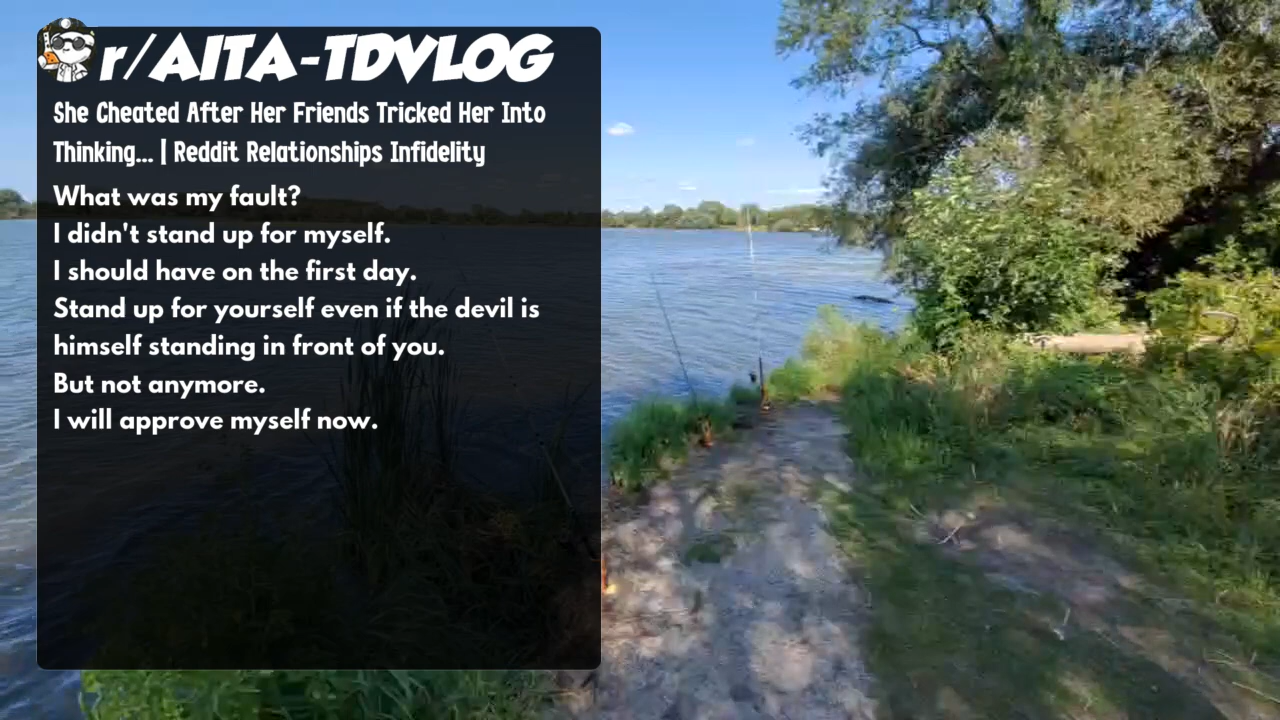 r/AITA-TDVLOG
She Cheated After Her Friends Tricked Her Into
Thinking... | Reddit Relationships Infidelity
What was my fault?
I didn't stand up for myself.
I should have on the first day.
Stand up for yourself even if the devil is
himself standing in front of you.
But not anymore.
I will approve myself now.